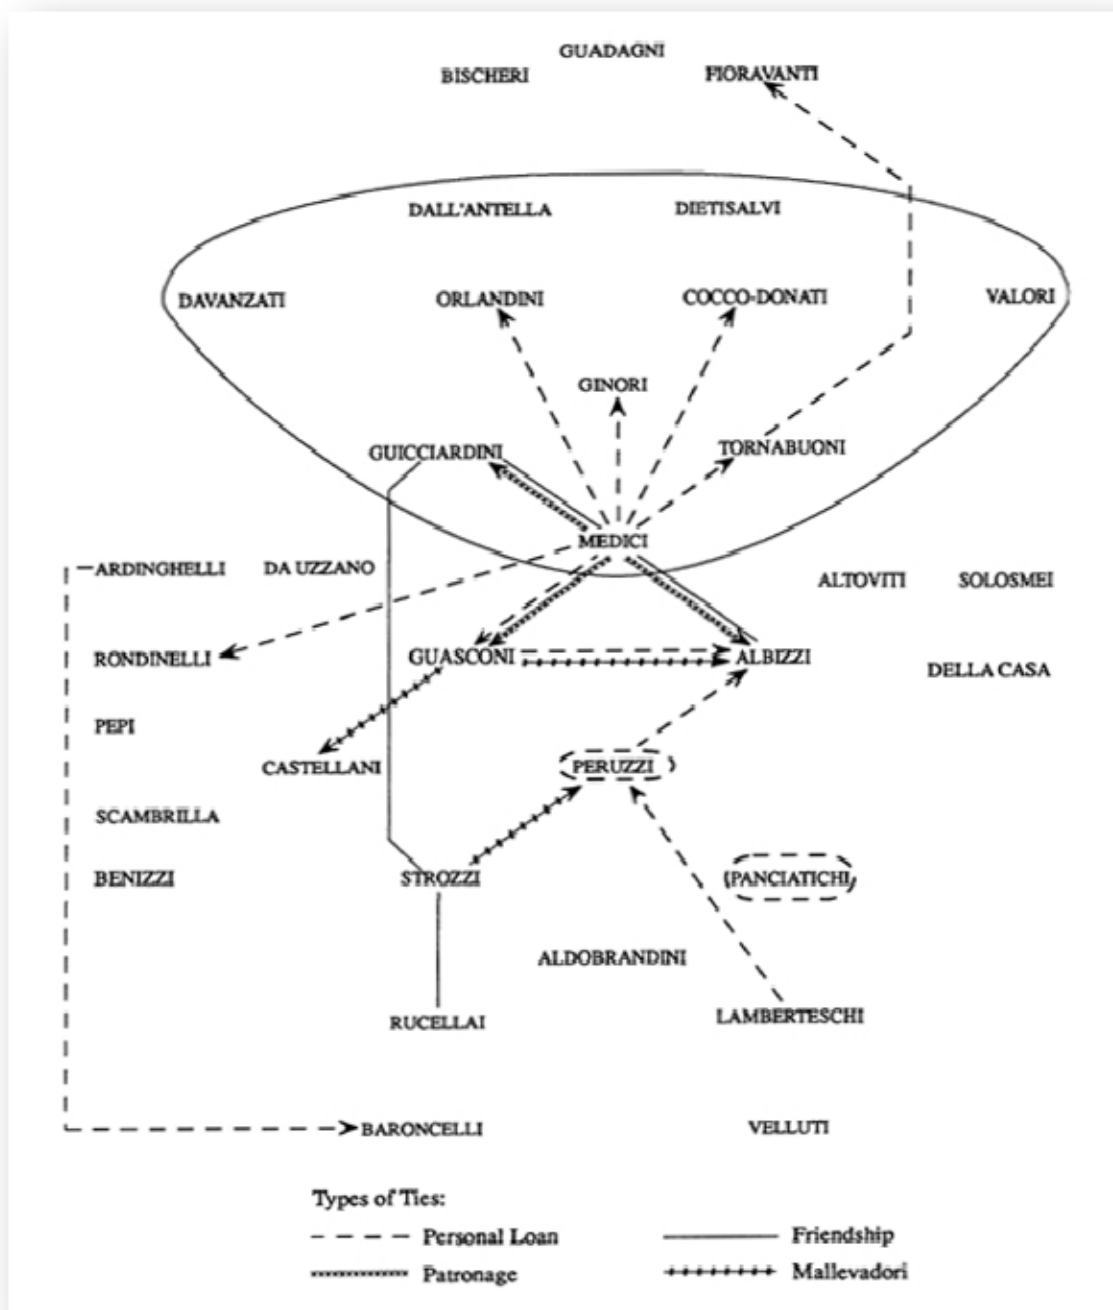 GUADAGNI
BISCHERI
FIORAVANTI
DALL'ANTELLA
DIETISALVI
DAVANZATI
ORLANDINI
COCCO-DONATI
VALORI
GINORI
GUICCIARDINI
TORNABUONI
MEDICI
ARDINGHELLI
DA UZZANO
ALTOVITI
SOLOSMEI
RONDINELLI
GUASCONI
ALBIZZI
DELLA CASA
PEPI
CASTELLANI
PERUZZI
SCAMBRILLA
BENIZZI
STROZZI
PANCIATICHI
ALDOBRANDINI
RUCELLAI
LAMBERTESCHI
BARONCELLI
VELLUTI
Types of Ties:
Personal Loan
Friendship
Patronage
Mallevadori